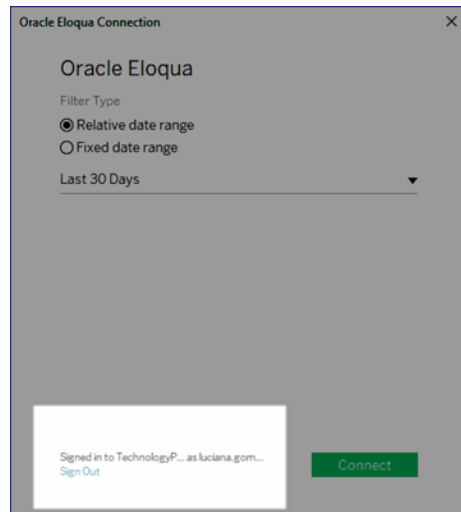 Oracle Eloqua Connection
Oracle Eloqua
Filter Type
Relative date range
Fixed date range
Last 30 Days
Signed in to TechnologyP... as luciana.gom...
Sign Out
Connect